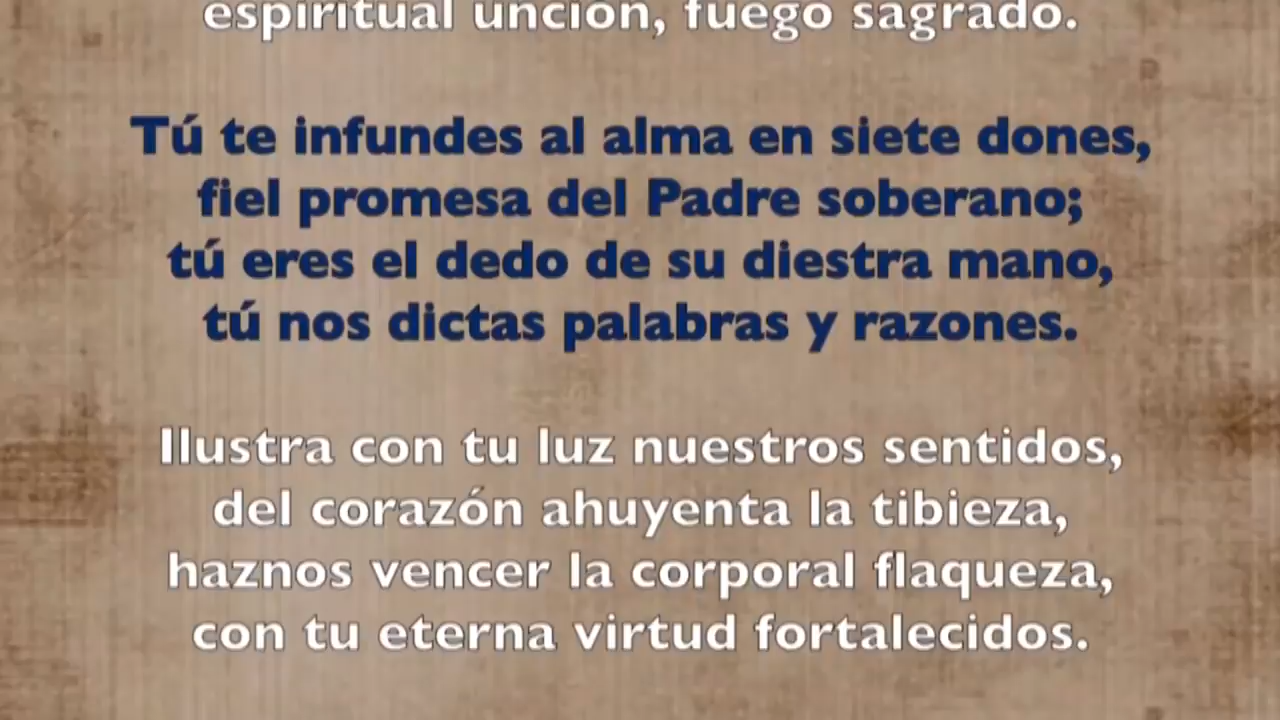 espiritual unción, fuego sagrado.
Tú te infundes al alma en siete dones,
fiel promesa del Padre soberano;
tú eres el dedo de su diestra mano,
tú nos dictas palabras y razones.
Ilustra con tu luz nuestros sentidos,
del corazón ahuyenta la tibieza,
haznos vencer la corporal flaqueza,
con tu eterna virtud fortalecidos.